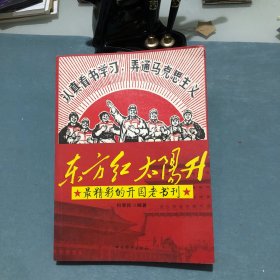 认真看书学习，弄通马克思主义
东方红 太阳升
★最精彩的开国老书刊★